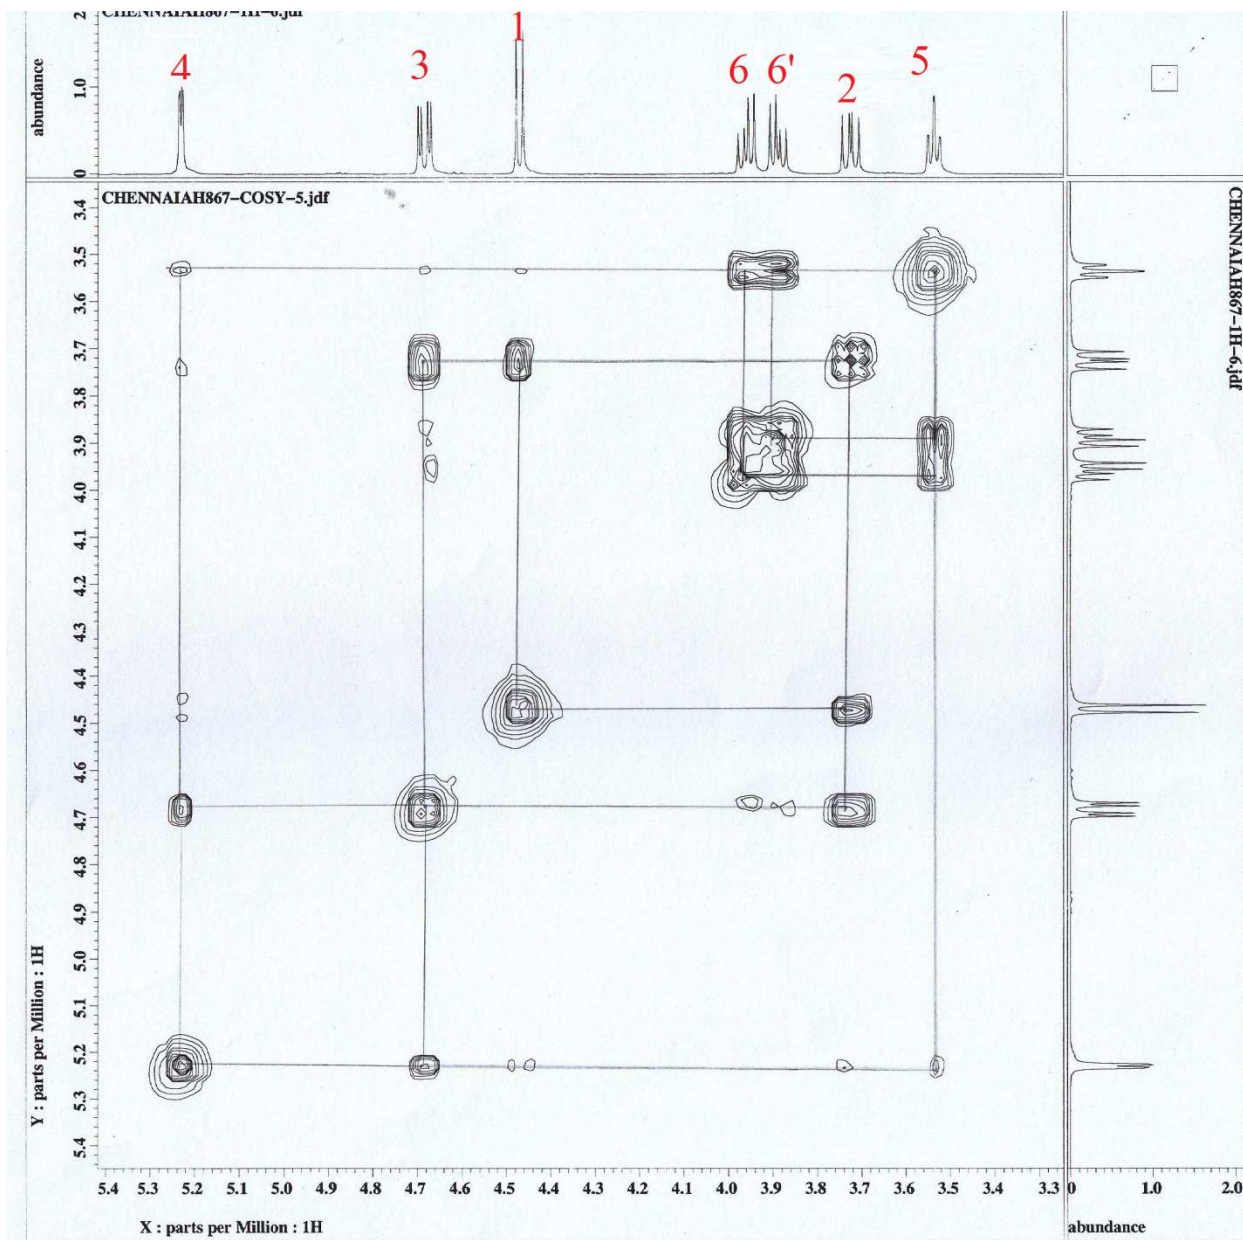 CHENNAIAH867-1H-6.jdf
abundance
0 1.0 2
4 3 1 6 6' 2 5
CHENNAIAH867-COSY-5.jdf
CHENNAIAH867-1H-6.jdf
Y : parts per Million : 1H
3.4
3.5
3.6
3.7
3.8
3.9
4.0
4.1
4.2
4.3
4.4
4.5
4.6
4.7
4.8
4.9
5.0
5.1
5.2
5.3
5.4
5.4 5.3 5.2 5.1 5.0 4.9 4.8 4.7 4.6 4.5 4.4 4.3 4.2 4.1 4.0 3.9 3.8 3.7 3.6 3.5 3.4 3.3
0 1.0 2.0
X : parts per Million : 1H
abundance